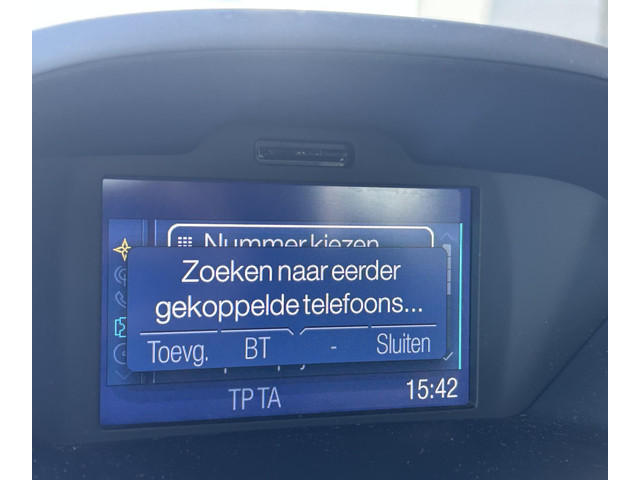 Nummer kiezen
Zoeken naar eerder
gekoppelde telefoons...
Toevg. BT - Sluiten
TP TA 15:42